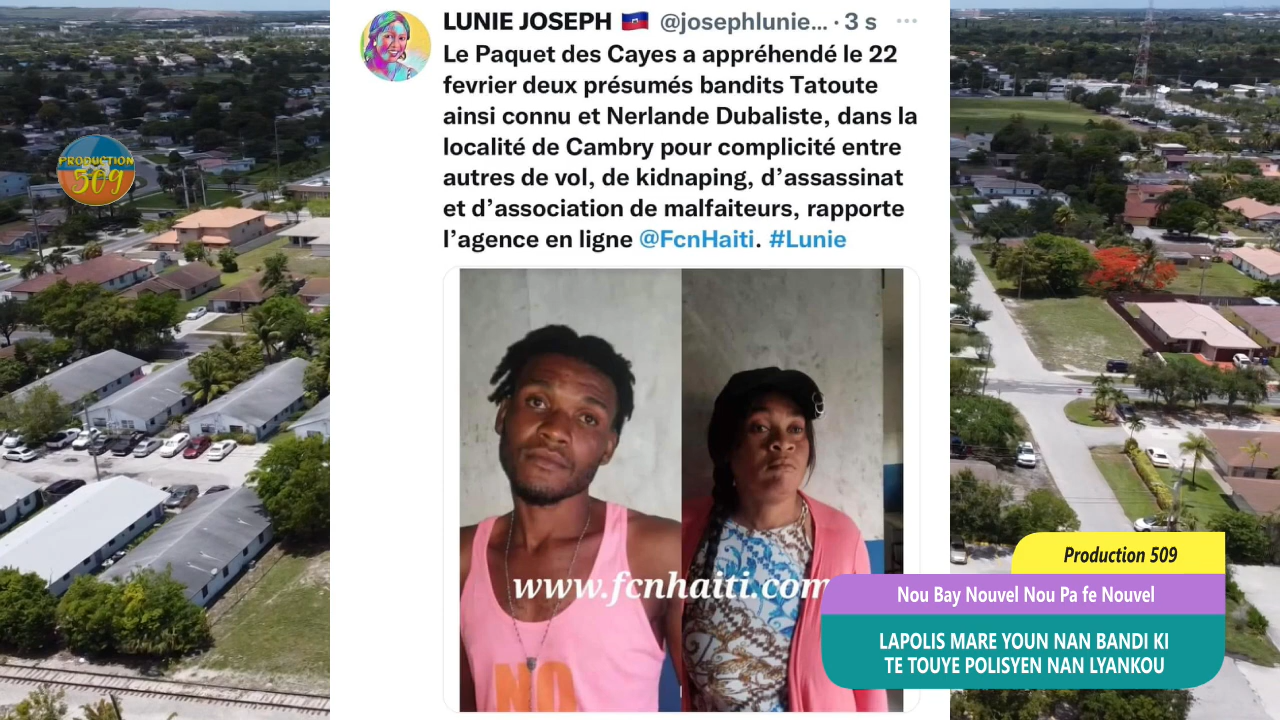 LUNIE JOSEPH 🇭🇹 @josephlunie... · 3 s
Le Paquet des Cayes a appréhendé le 22
fevrier deux présumés bandits Tatoute
ainsi connu et Nerlande Dubaliste, dans la
localité de Cambry pour complicité entre
autres de vol, de kidnaping, d’assassinat
et d’association de malfaiteurs, rapporte
l’agence en ligne @FcnHaiti. #Lunie
PRODUCTION
509
www.fcnhaiti.com
NO
Production 509
Nou Bay Nouvel Nou Pa fe Nouvel
LAPOLIS MARE YOUN NAN BANDI KI
TE TOUYE POLISYEN NAN LYANKOU